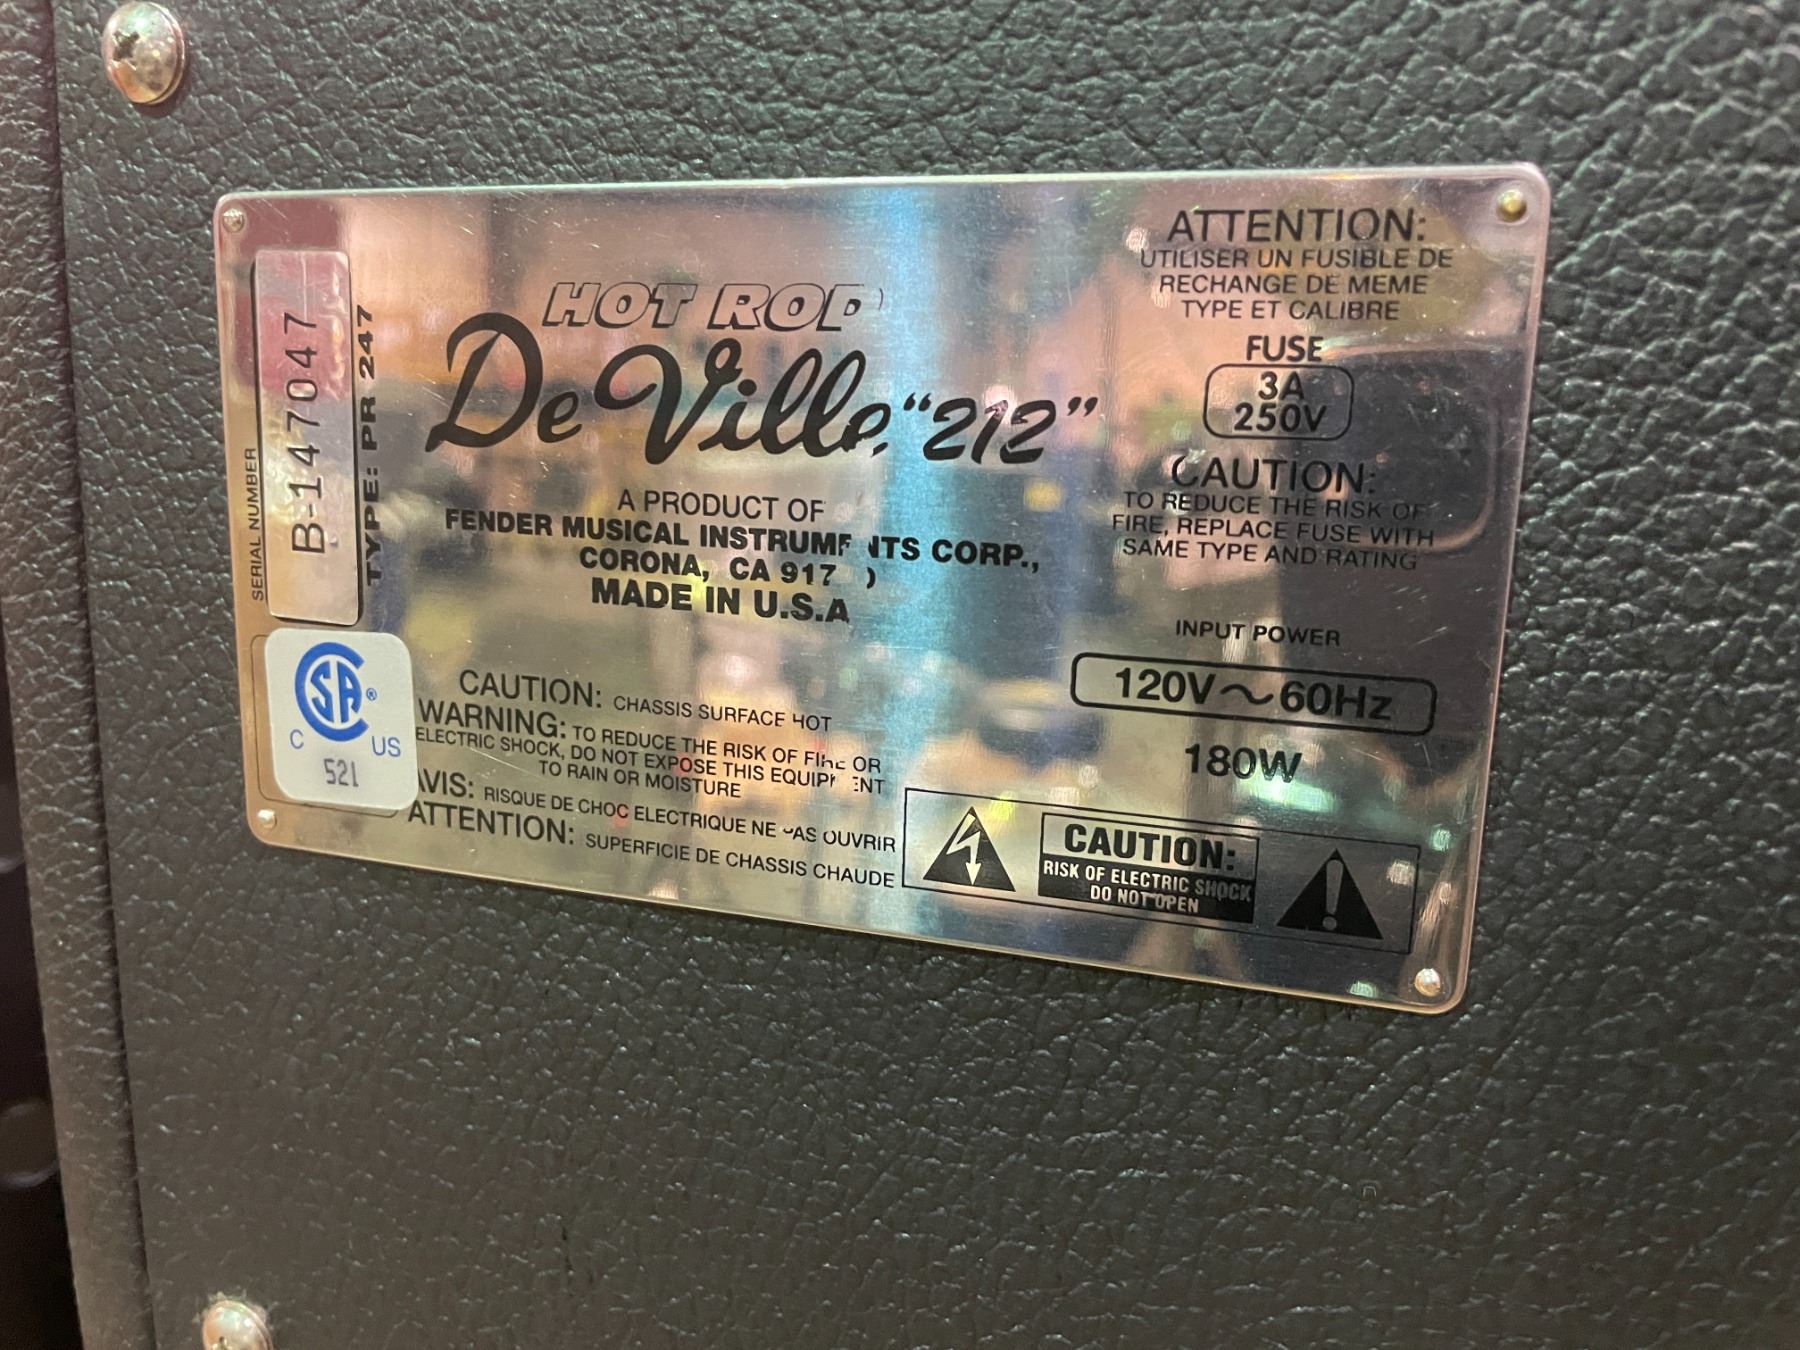 SERIAL NUMBER
B-147047
TYPE: PR 247
HOT ROD
DeVille "212"
A PRODUCT OF
FENDER MUSICAL INSTRUMENTS CORP.,
CORONA, CA 917
MADE IN U.S.A
CSA®
C US
521
CAUTION: CHASSIS SURFACE HOT
WARNING: TO REDUCE THE RISK OF FIRE OR
ELECTRIC SHOCK, DO NOT EXPOSE THIS EQUIPMENT
TO RAIN OR MOISTURE
AVIS: RISQUE DE CHOC ELECTRIQUE NE PAS OUVRIR
ATTENTION: SUPERFICIE DE CHASSIS CHAUDE
ATTENTION:
UTILISER UN FUSIBLE DE
RECHANGE DE MEME
TYPE ET CALIBRE
FUSE
3A
250V
CAUTION:
TO REDUCE THE RISK OF
FIRE, REPLACE FUSE WITH
SAME TYPE AND RATING
INPUT POWER
120V~60Hz
180W
CAUTION:
RISK OF ELECTRIC SHOCK
DO NOT OPEN